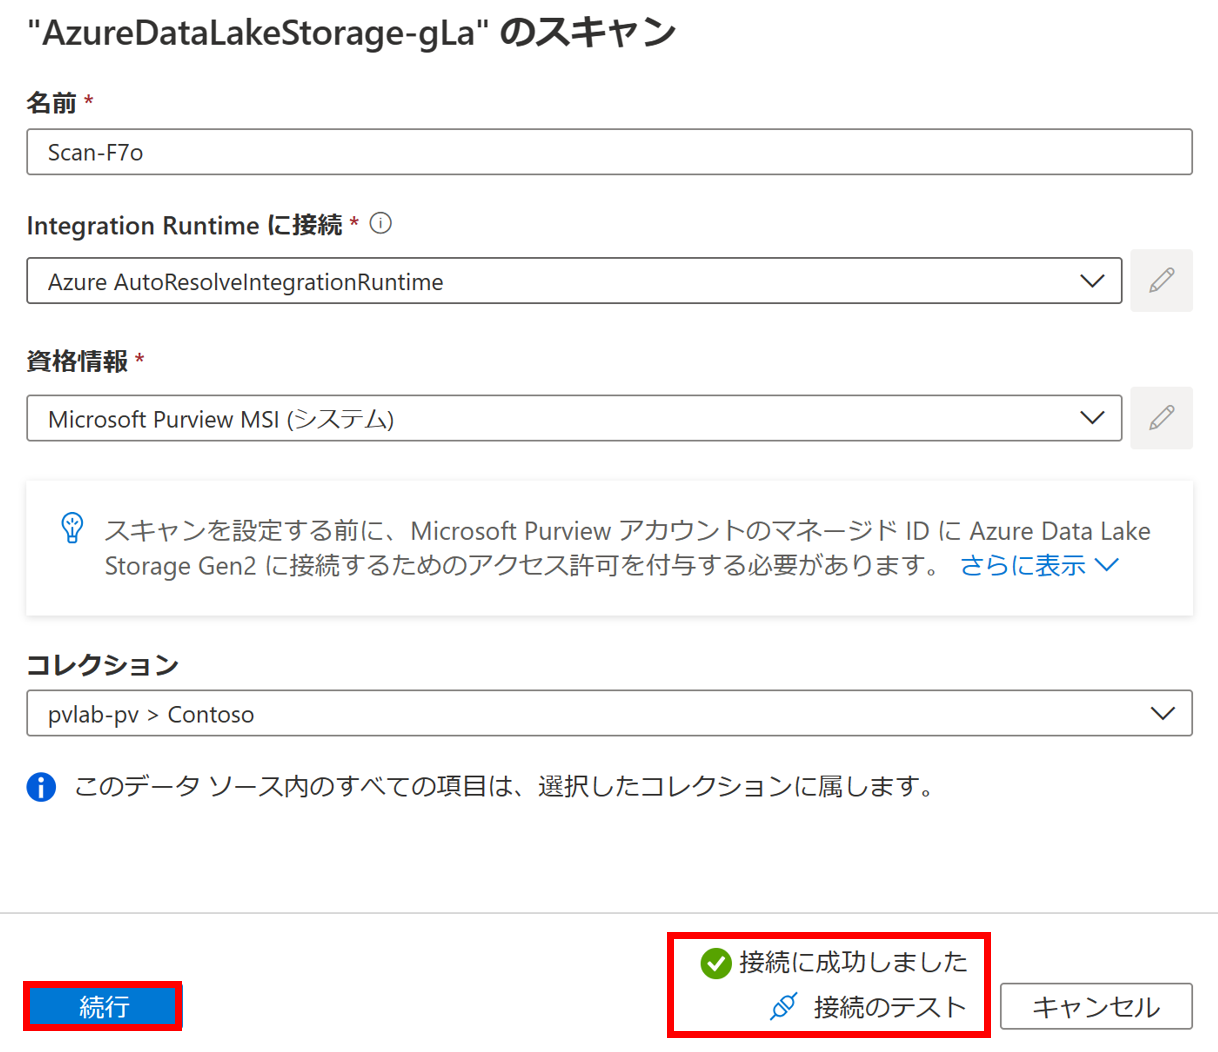 "AzureDataLakeStorage-gLa" のスキャン
名前 *
Scan-F7o
Integration Runtime に接続 *
Azure AutoResolveIntegrationRuntime
資格情報 *
Microsoft Purview MSI (システム)
スキャンを設定する前に、Microsoft Purview アカウントのマネージド ID に Azure Data Lake
Storage Gen2 に接続するためのアクセス許可を付与する必要があります。 さらに表示
コレクション
pvlab-pv > Contoso
このデータ ソース内のすべての項目は、選択したコレクションに属します。
接続に成功しました
続行
接続のテスト
キャンセル